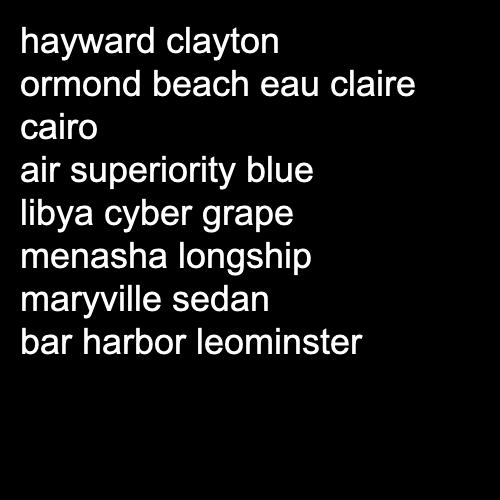 hayward clayton
ormond beach eau claire
cairo
air superiority blue
libya cyber grape
menasha longship
maryville sedan
bar harbor leominster